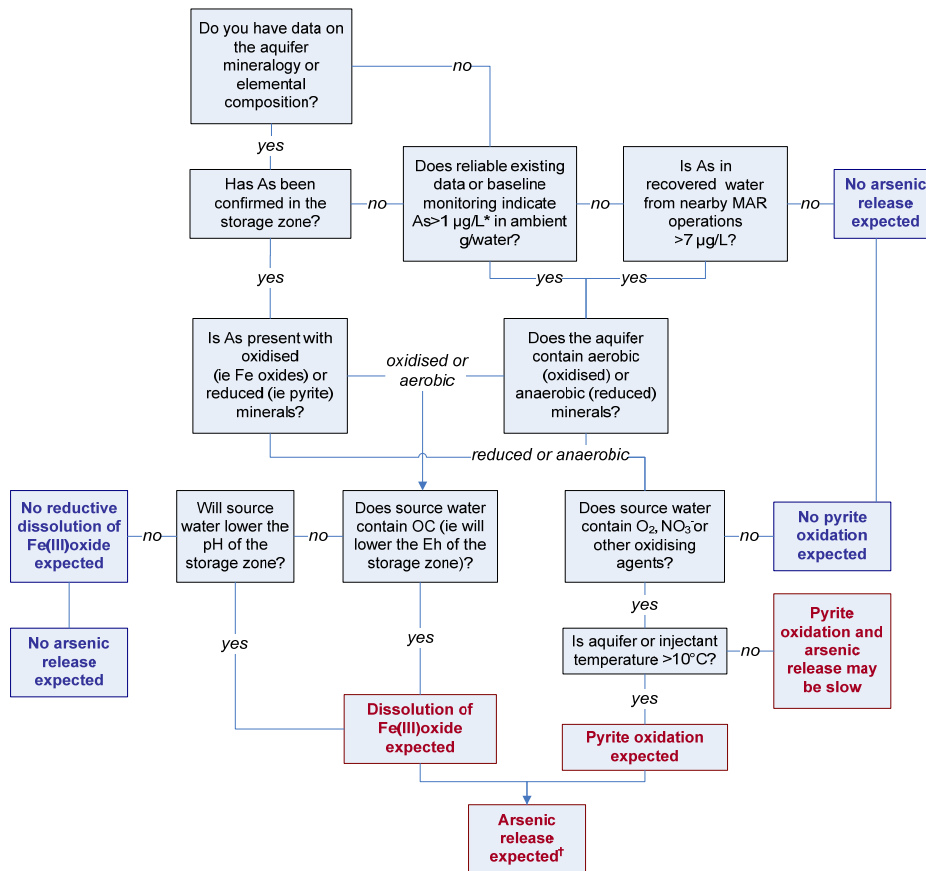 Do you have data on
the aquifer
mineralogy or
elemental
composition?
no
yes
Has As been
confirmed in the
storage zone?
no
Does reliable existing
data or baseline
monitoring indicate
As>1 µg/L* in ambient
g/water?
no
Is As in
recovered water
from nearby MAR
operations
>7 µg/L?
no
No arsenic
release
expected
yes
yes
yes
Is As present with
oxidised
(ie Fe oxides) or
reduced (ie pyrite)
minerals?
oxidised or
aerobic
Does the aquifer
contain aerobic
(oxidised) or
anaerobic (reduced)
minerals?
reduced or anaerobic
No reductive
dissolution of
Fe(III)oxide
expected
no
Will source
water lower the
pH of the
storage zone?
no
Does source water
contain OC (ie will
lower the Eh of the
storage zone)?
Does source water
contain O₂, NO₃⁻or
other oxidising
agents?
no
No pyrite
oxidation
expected
No arsenic
release
expected
yes
yes
yes
Is aquifer or injectant
temperature >10°C?
no
Pyrite
oxidation and
arsenic
release may
be slow
yes
Dissolution of
Fe(III)oxide
expected
Pyrite oxidation
expected
Arsenic
release
expected†